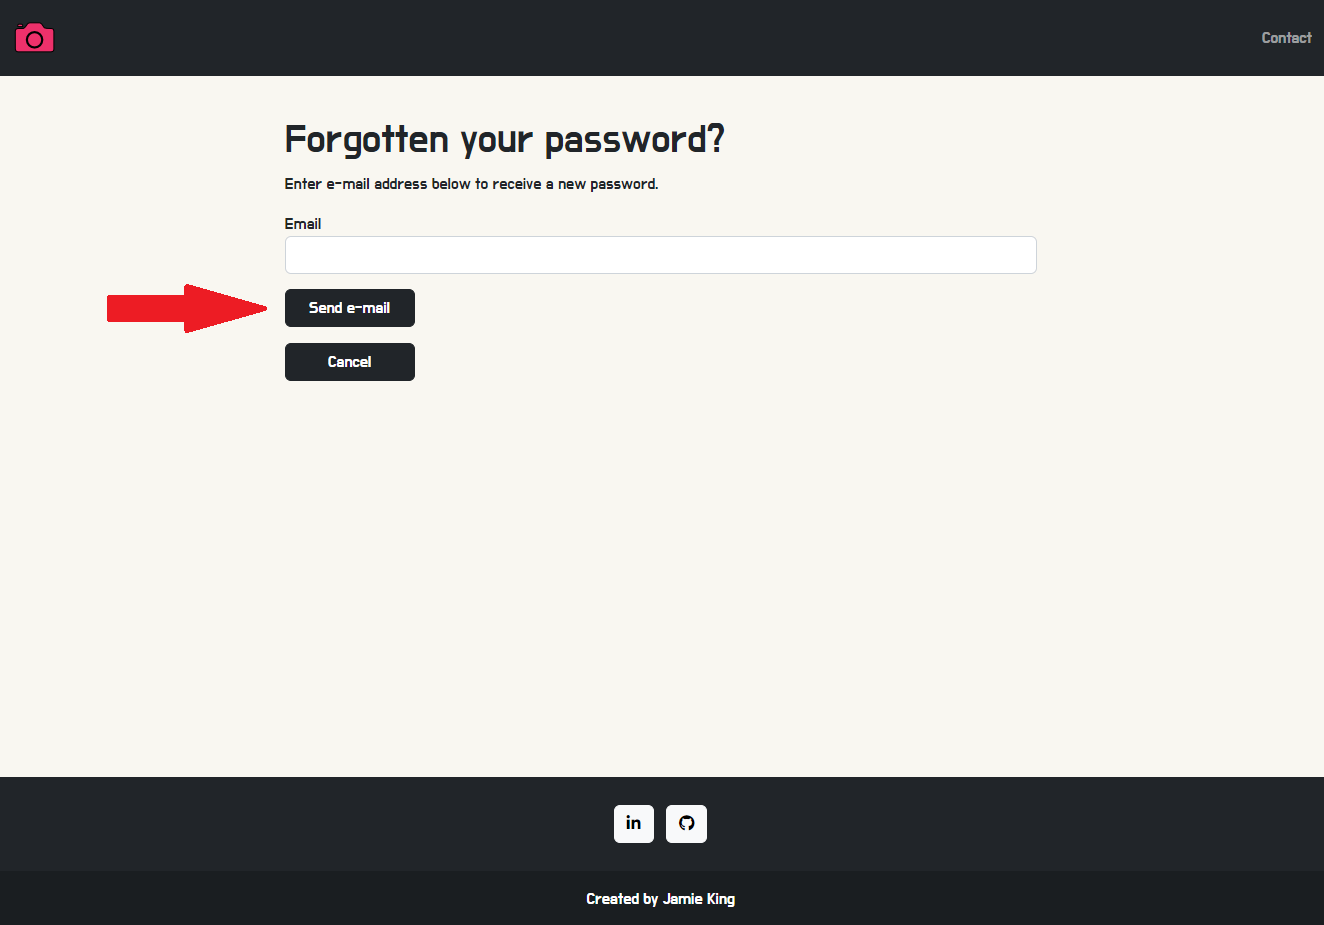 Contact
Forgotten your password?
Enter e-mail address below to receive a new password.
Email
Send e-mail
Cancel
in
Created by Jamie King